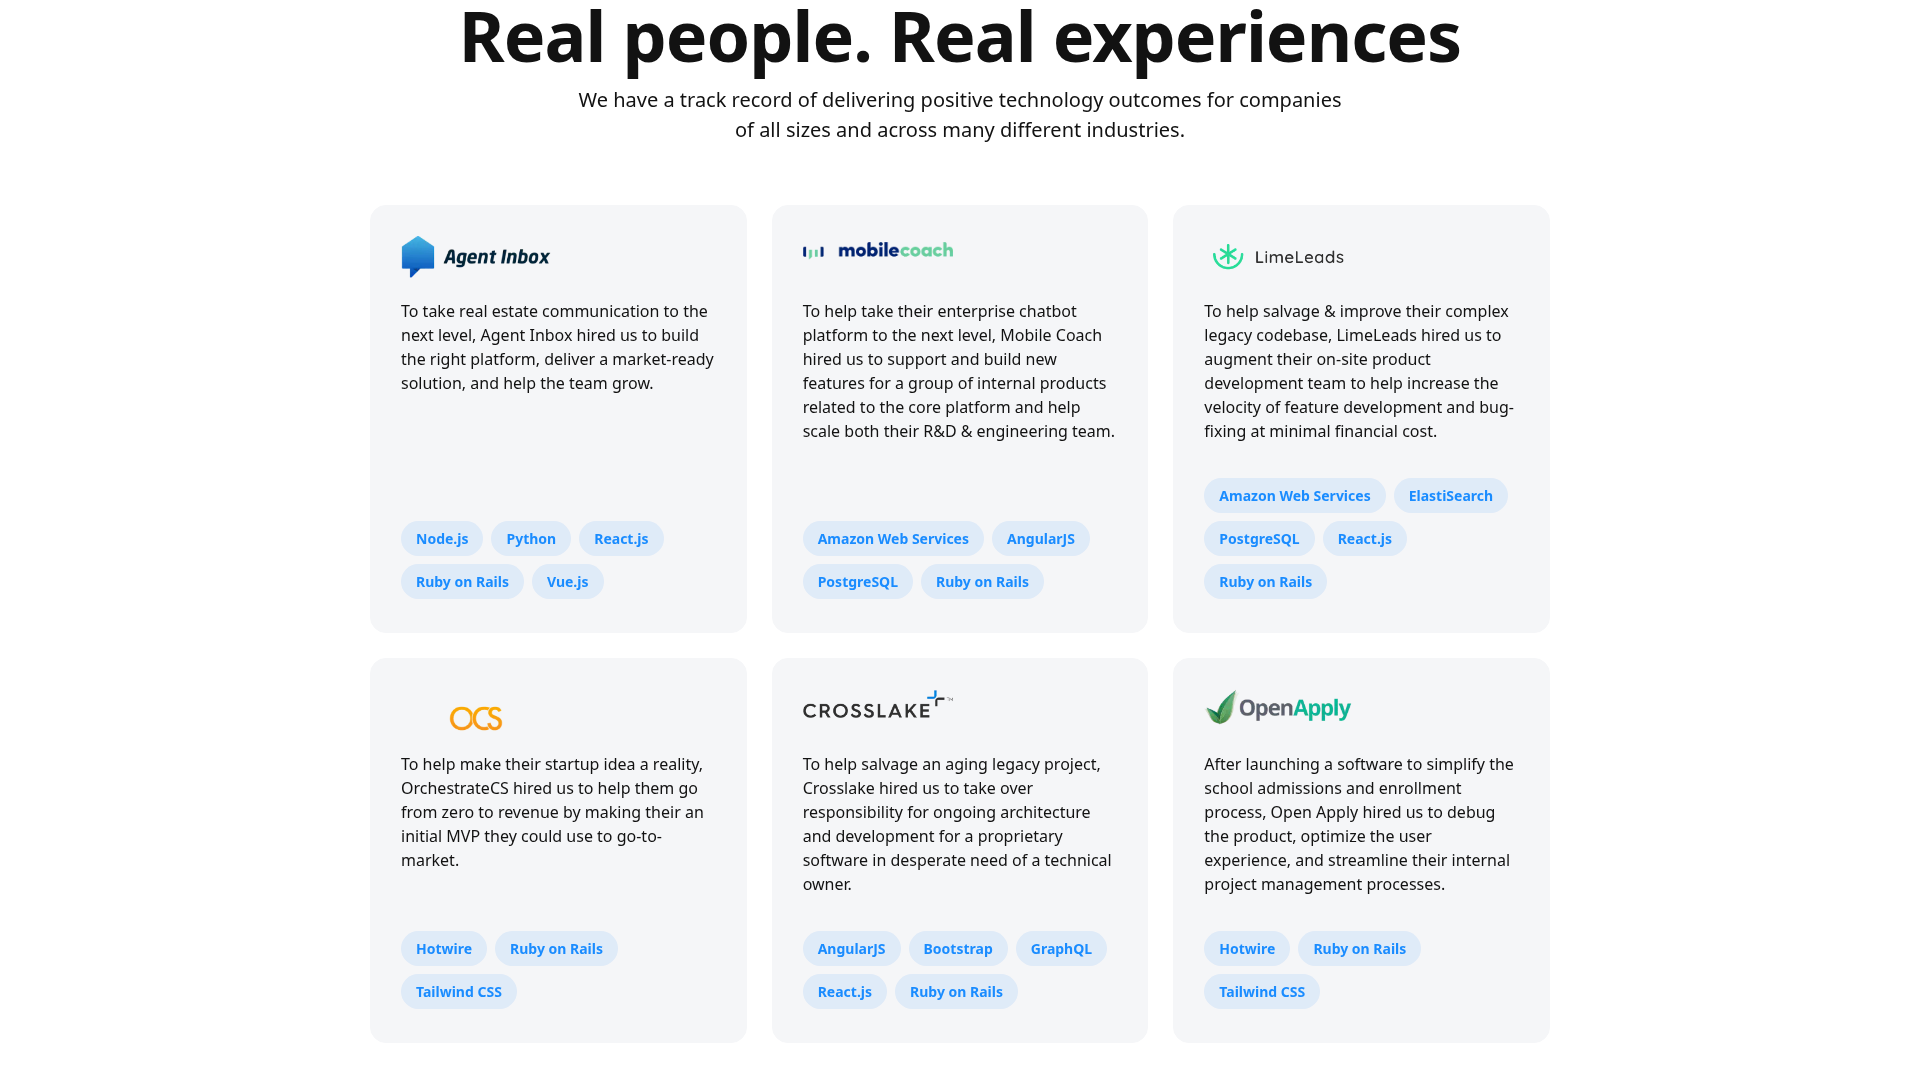 Real people. Real experiences
We have a track record of delivering positive technology outcomes for companies
of all sizes and across many different industries.
Agent Inbox
To take real estate communication to the
next level, Agent Inbox hired us to build
the right platform, deliver a market-ready
solution, and help the team grow.
Node.js Python React.js
Ruby on Rails Vue.js
mobilecoach
To help take their enterprise chatbot
platform to the next level, Mobile Coach
hired us to support and build new
features for a group of internal products
related to the core platform and help
scale both their R&D & engineering team.
Amazon Web Services AngularJS
PostgreSQL Ruby on Rails
LimeLeads
To help salvage & improve their complex
legacy codebase, LimeLeads hired us to
augment their on-site product
development team to help increase the
velocity of feature development and bug-
fixing at minimal financial cost.
Amazon Web Services ElastiSearch
PostgreSQL React.js
Ruby on Rails
OCS
To help make their startup idea a reality,
OrchestrateCS hired us to help them go
from zero to revenue by making their an
initial MVP they could use to go-to-
market.
Hotwire Ruby on Rails
Tailwind CSS
CROSSLAKE™
To help salvage an aging legacy project,
Crosslake hired us to take over
responsibility for ongoing architecture
and development for a proprietary
software in desperate need of a technical
owner.
AngularJS Bootstrap GraphQL
React.js Ruby on Rails
OpenApply
After launching a software to simplify the
school admissions and enrollment
process, Open Apply hired us to debug
the product, optimize the user
experience, and streamline their internal
project management processes.
Hotwire Ruby on Rails
Tailwind CSS